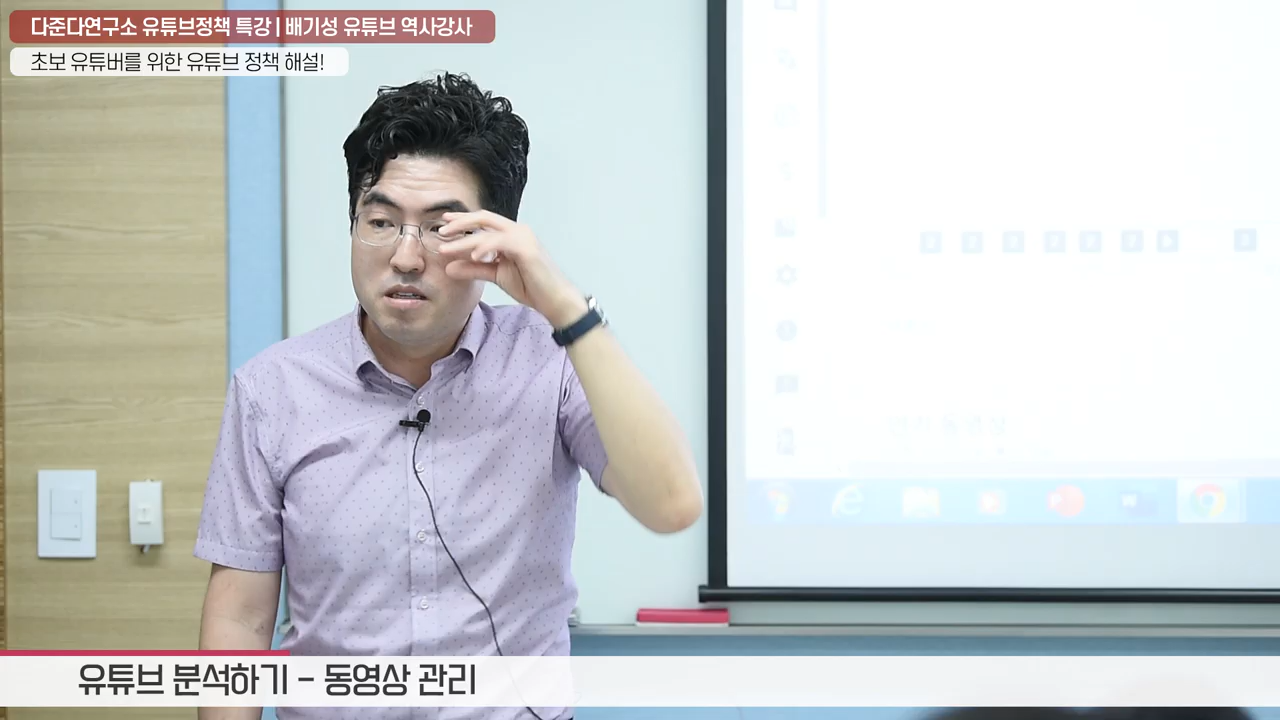 다준다연구소 유튜브정책 특강 | 배기성 유튜브 역사강사
초보 유튜버를 위한 유튜브 정책 해설!
유튜브 분석하기 - 동영상 관리